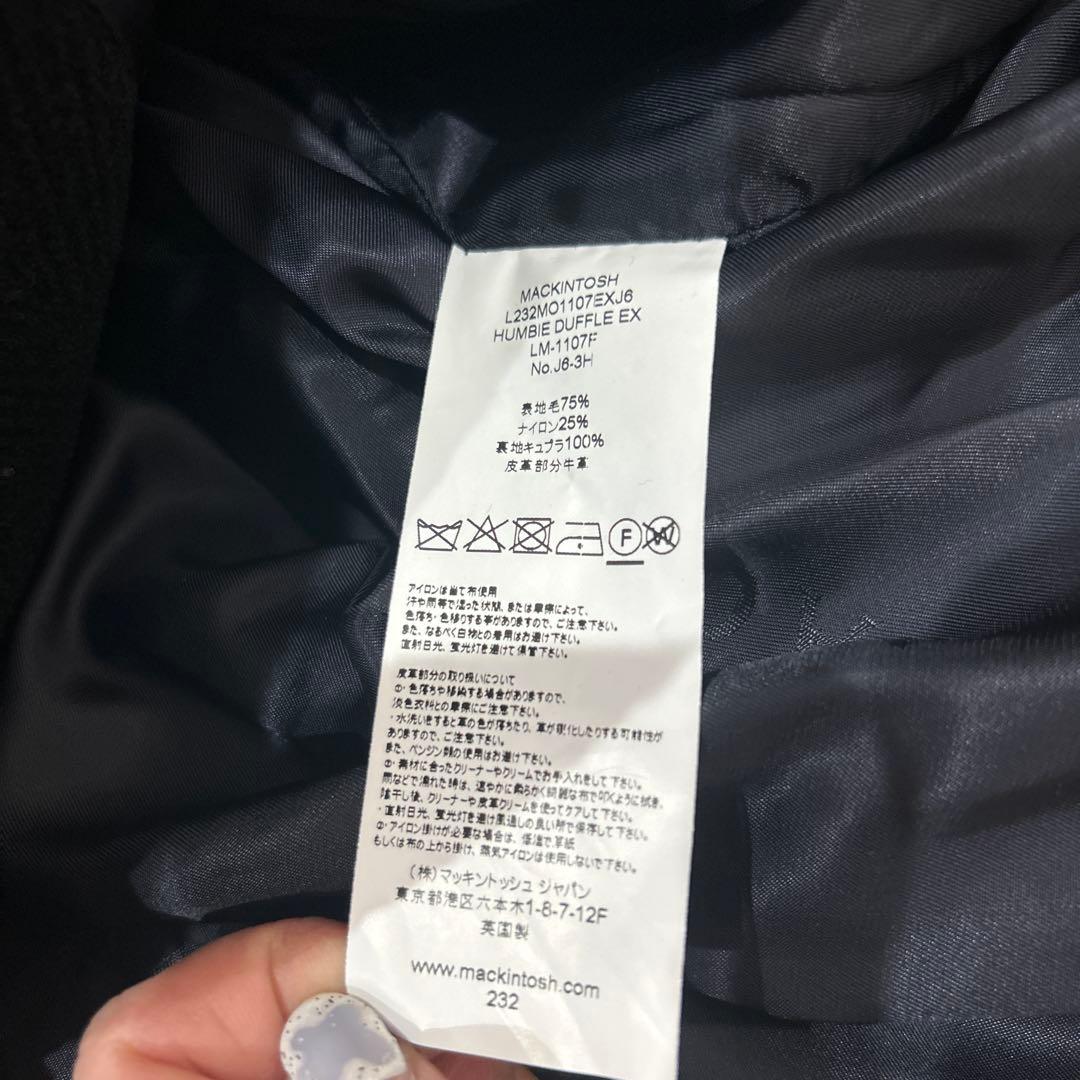 MACKINTOSH
L232MO1107EXJ6
HUMBIE DUFFLE EX
LM-1107F
No.J6-3H
表地毛75%
ナイロン25%
裏地キュプラ100%
皮革部分牛革
F
W
アイロンは当て布使用
汗や雨等で湿った状態、または摩擦によって、
色落ち・色移りする事がありますので、ご注意下さい。
また、なるべく白物との着用はお避け下さい。
直射日光、蛍光灯を避けて保管下さい。
皮革部分の取り扱いについて
①・色落ちや移染する場合がありますので、
淡色衣料との摩擦にご注意下さい。
・水洗いをすると革の色が落ちたり、革が硬化したりする可能性が
ありますので、ご注意下さい。
また、ベンジン類の使用はお避け下さい。
②・素材に合ったクリーナーやクリームでお手入れをして下さい。
雨などで濡れた時は、速やかに柔らかく綺麗な布で叩くように拭き、
陰干し後、クリーナーや皮革クリームを使ってケアして下さい。
・直射日光、蛍光灯を避け風通しの良い所で保存して下さい。
・アイロン掛けが必要な場合は、低温で、
もしくは布の上から掛け、蒸気アイロンは使用しないで下さい。
(株)マッキントッシュ ジャパン
東京都港区六本木1-8-7-12F
英国製
www.mackintosh.com
232